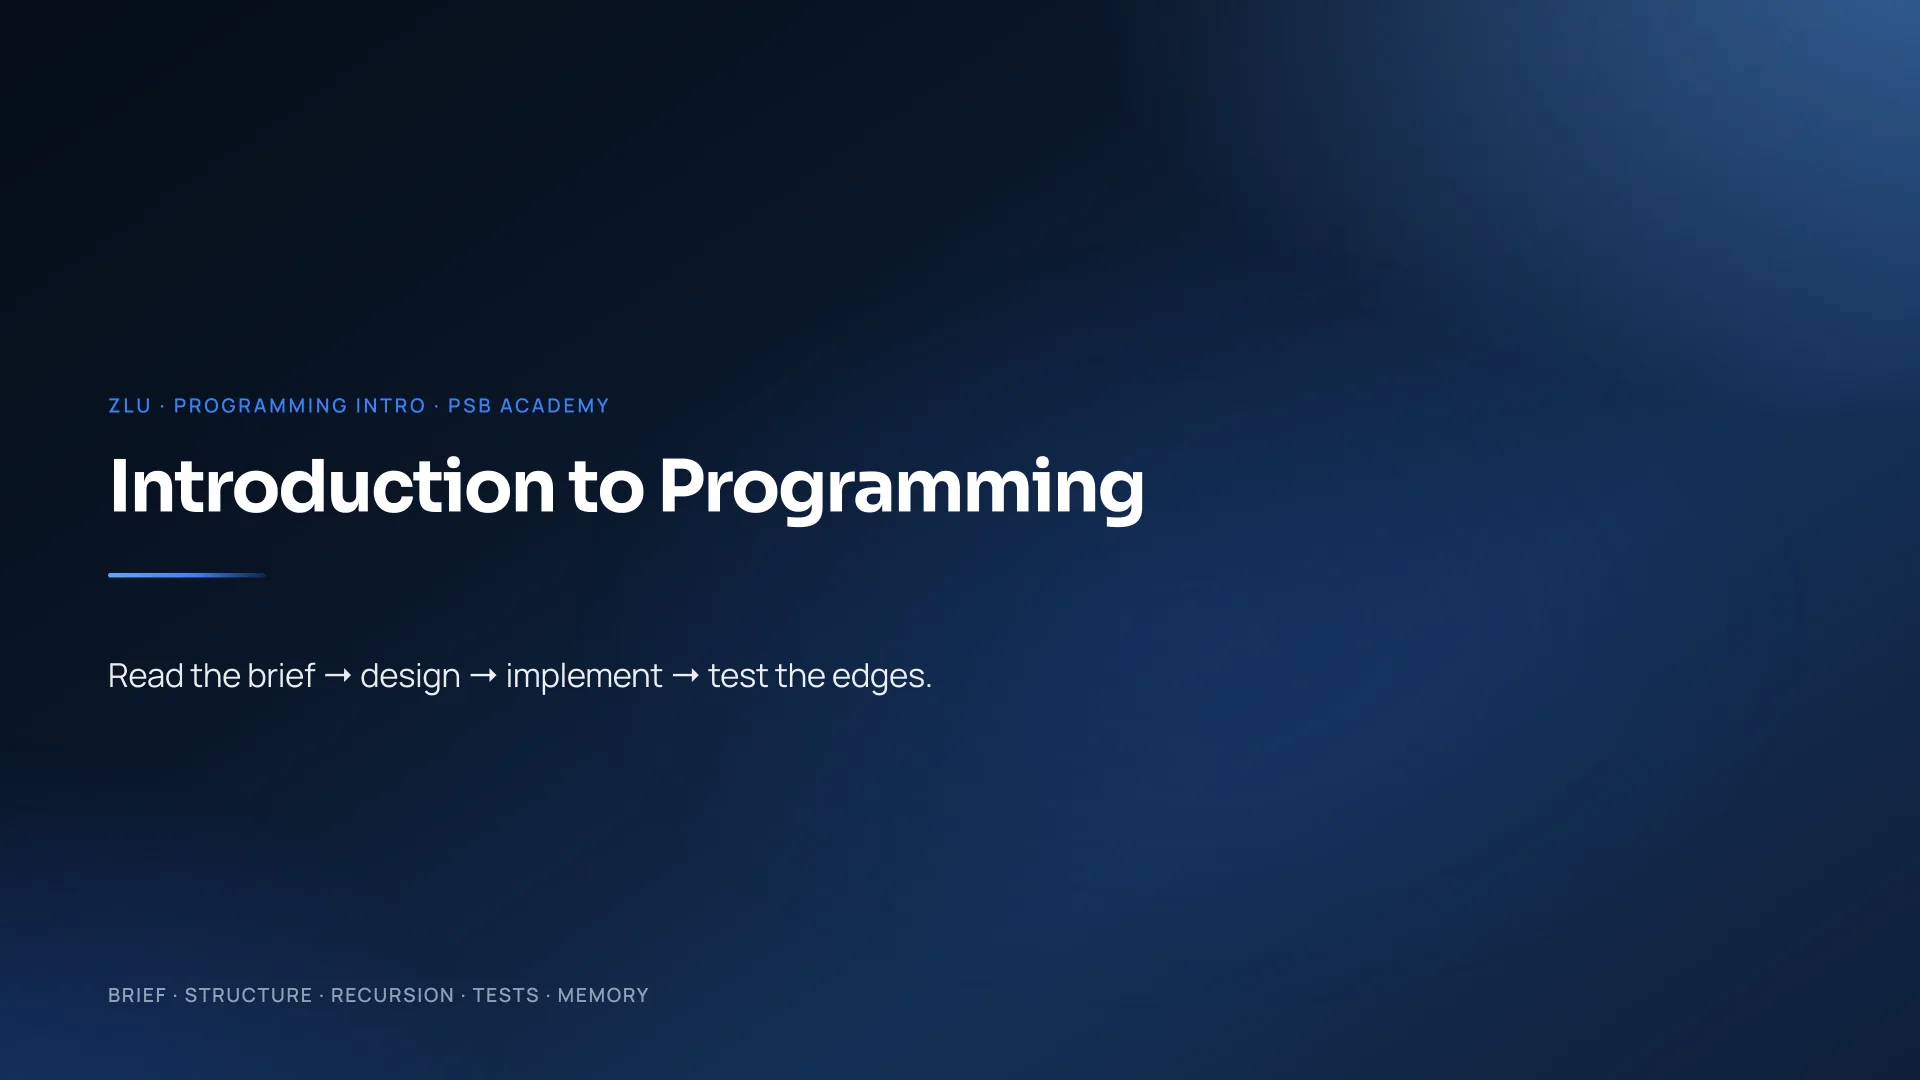 ZLU · PROGRAMMING INTRO · PSB ACADEMY
Introduction to Programming
Read the brief → design → implement → test the edges.
BRIEF · STRUCTURE · RECURSION · TESTS · MEMORY